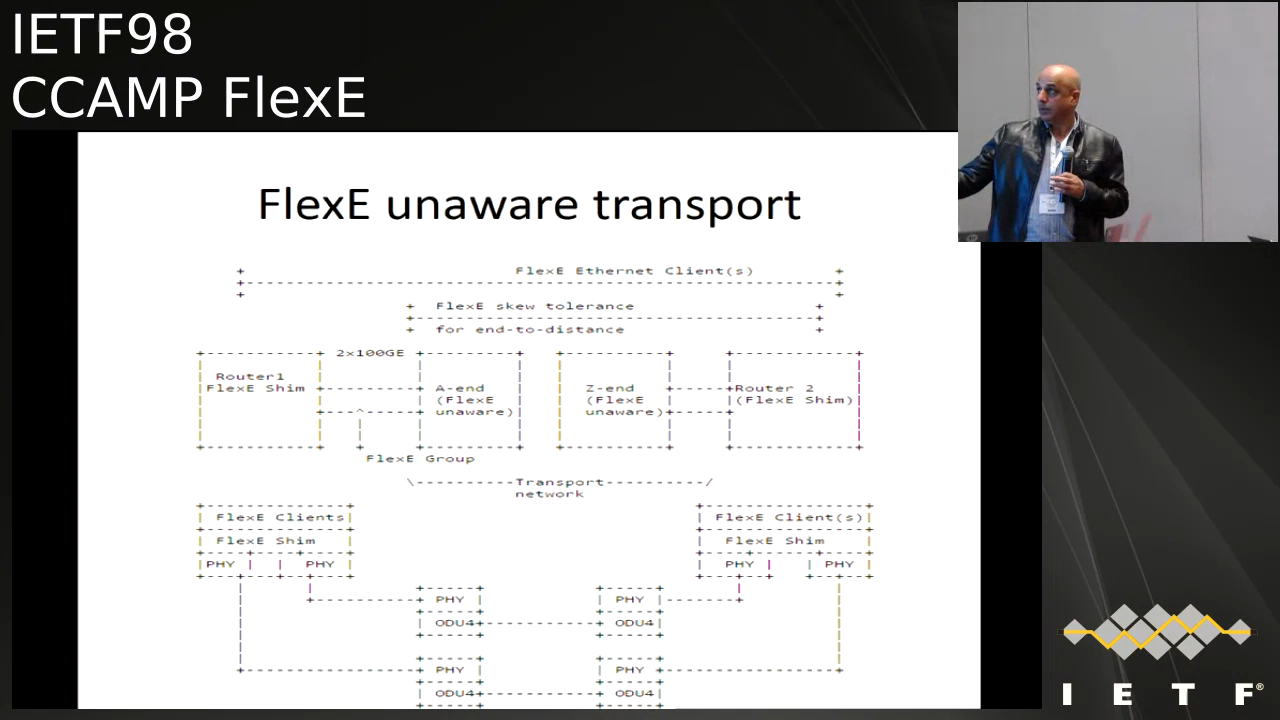 IETF98
CCAMP FlexE
FlexE unaware transport
FlexE Ethernet Client(s)
FlexE skew tolerance
for end-to-distance
2x100GE
Router1
FlexE Shim
A-end
(FlexE
unaware)
Z-end
(FlexE
unaware)
Router 2
(FlexE Shim)
FlexE Group
Transport
network
FlexE Clients
FlexE Client(s)
FlexE Shim
FlexE Shim
PHY PHY
PHY PHY
PHY PHY
ODU4 ODU4
PHY PHY
ODU4 ODU4
I E T F®